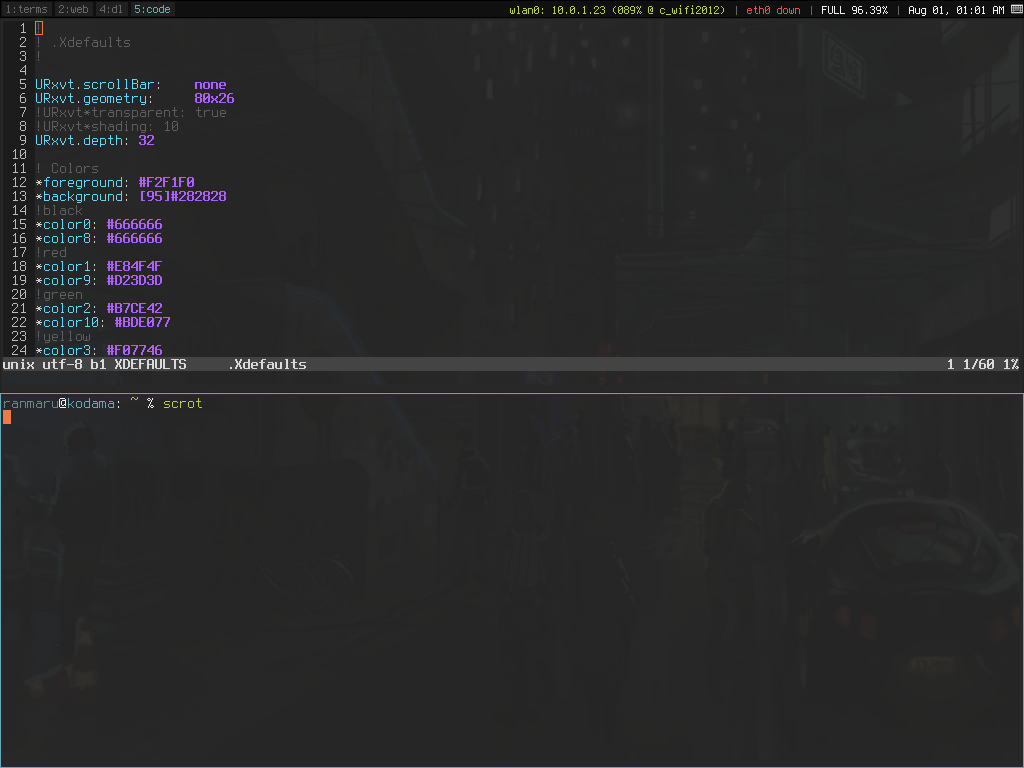 1:terms 2:web 4:dl 5:code wlan0: 10.0.1.23 (089% @ c_wifi2012) | eth0 down | FULL 96.39% | Aug 01, 01:01 AM
1 !
2 ! .Xdefaults
3 !
4
5 URxvt.scrollBar: none
6 URxvt.geometry: 80x26
7 !URxvt*transparent: true
8 !URxvt*shading: 10
9 URxvt.depth: 32
10
11 ! Colors
12 *foreground: #F2F1F0
13 *background: [95]#282828
14 !black
15 *color0: #666666
16 *color8: #666666
17 !red
18 *color1: #E84F4F
19 *color9: #D23D3D
20 !green
21 *color2: #B7CE42
22 *color10: #BDE077
23 !yellow
24 *color3: #F07746
unix utf-8 b1 XDEFAULTS .Xdefaults 1 1/60 1%
ranmaru@kodama: ~ % scrot